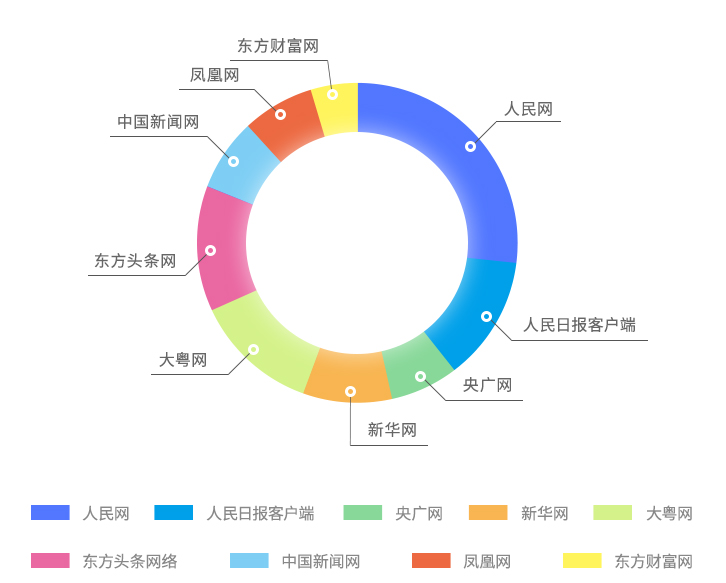 东方财富网
凤凰网
人民网
中国新闻网
东方头条网
人民日报客户端
大粤网
央广网
新华网
人民网
人民日报客户端
央广网
新华网
大粤网
东方头条网络
中国新闻网
凤凰网
东方财富网